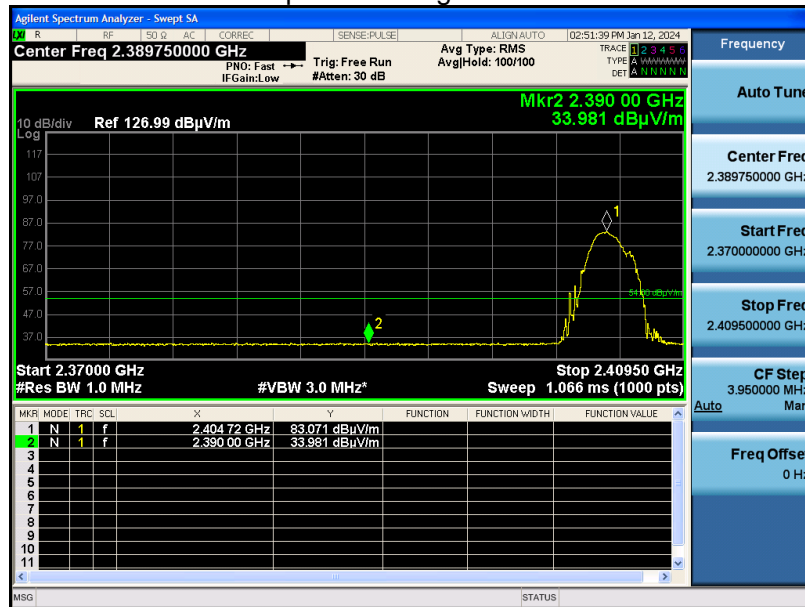 Agilent Spectrum Analyzer - Swept SA
LXI R RF 50 Ω AC CORREC SENSE:PULSE ALIGN AUTO 02:51:39 PM Jan 12, 2024
Center Freq 2.389750000 GHz
PNO: Fast
IFGain:Low
Trig: Free Run
#Atten: 30 dB
Avg Type: RMS
Avg|Hold: 100/100
TRACE 1 2 3 4 5 6
TYPE A WWWWW
DET A N N N N N
Mkr2 2.390 00 GHz
33.981 dBµV/m
10 dB/div Ref 126.99 dBµV/m
Log
117
107
97.0
87.0
77.0
67.0
57.0
47.0
37.0
1
2
54.00 dBµV/m
Start 2.37000 GHz Stop 2.40950 GHz
#Res BW 1.0 MHz #VBW 3.0 MHz* Sweep 1.066 ms (1000 pts)
MKR MODE TRC SCL X Y FUNCTION FUNCTION WIDTH FUNCTION VALUE
1 N 1 f 2.404 72 GHz 83.071 dBµV/m
2 N 1 f 2.390 00 GHz 33.981 dBµV/m
3
4
5
6
7
8
9
10
11
MSG STATUS
Frequency
Auto Tune
Center Freq
2.389750000 GHz
Start Freq
2.370000000 GHz
Stop Freq
2.409500000 GHz
CF Step
3.950000 MHz
Auto Man
Freq Offset
0 Hz